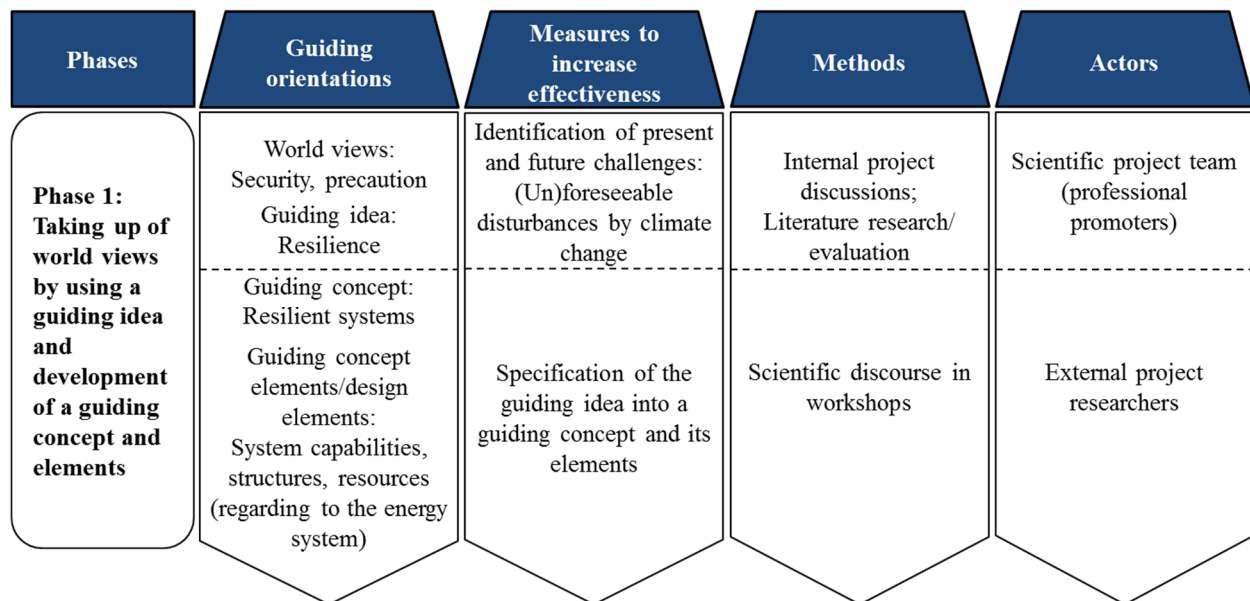 Phases
Guiding
orientations
Measures to
increase
effectiveness
Methods
Actors
Phase 1:
Taking up of
world views
by using a
guiding idea
and
development
of a guiding
concept and
elements
World views:
Security, precaution
Guiding idea:
Resilience
Identification of present
and future challenges:
(Un)foreseeable
disturbances by climate
change
Internal project
discussions;
Literature research/
evaluation
Scientific project team
(professional
promoters)
Guiding concept:
Resilient systems
Guiding concept
elements/design
elements:
System capabilities,
structures, resources
(regarding to the energy
system)
Specification of the
guiding idea into a
guiding concept and its
elements
Scientific discourse in
workshops
External project
researchers